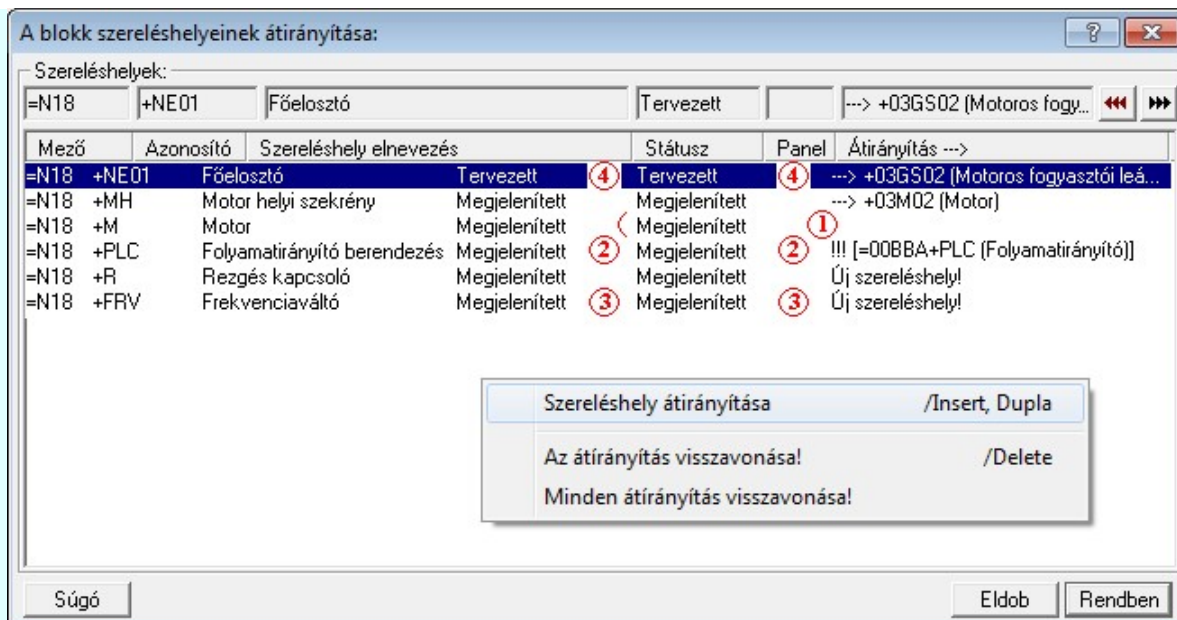 A blokk szereléshelyeinek átirányítása:
Szereléshelyek:
=N18 +NE01 Főelosztó Tervezett ---> +03GS02 (Motoros fogy...
Mező Azonosító Szereléshely elnevezés Státusz Panel Átirányítás --->
=N18 +NE01 Főelosztó Tervezett 4 Tervezett 4 ---> +03GS02 (Motoros fogyasztói leá...
=N18 +MH Motor helyi szekrény Megjelenített Megjelenített ---> +03M02 (Motor)
=N18 +M Motor Megjelenített Megjelenített 1
=N18 +PLC Folyamatirányító berendezés Megjelenített 2 Megjelenített 2 !!! [=00BBA+PLC (Folyamatirányító)]
=N18 +R Rezgés kapcsoló Megjelenített Megjelenített Új szereléshely!
=N18 +FRV Frekvenciaváltó Megjelenített 3 Megjelenített 3 Új szereléshely!
Szereléshely átirányítása /Insert, Dupla
Az átírányítás visszavonása! /Delete
Minden átírányítás visszavonása!
Súgó Eldob Rendben